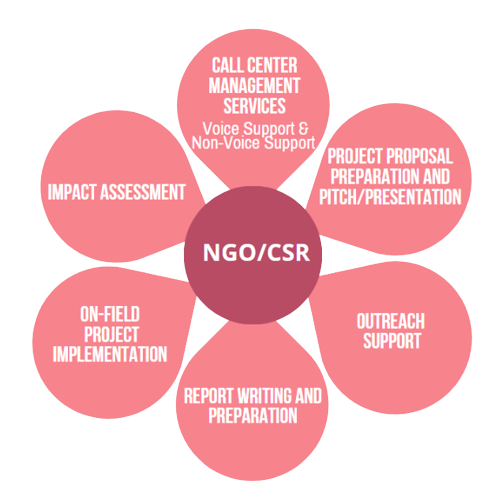 CALL CENTER
MANAGEMENT
SERVICES
Voice Support &
Non-Voice Support
PROJECT PROPOSAL
PREPARATION AND
PITCH/PRESENTATION
IMPACT ASSESSMENT
NGO/CSR
ON-FIELD
PROJECT
IMPLEMENTATION
OUTREACH
SUPPORT
REPORT WRITING AND
PREPARATION